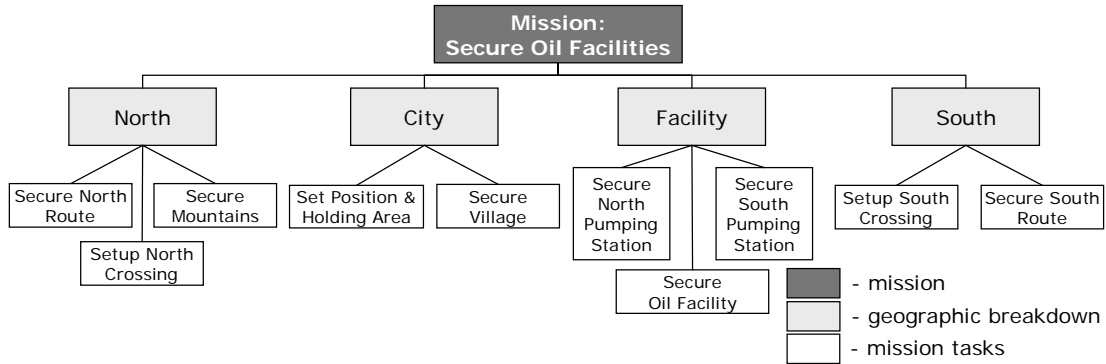 Mission:
Secure Oil Facilities
North
City
Facility
South
Secure North
Route
Secure
Mountains
Setup North
Crossing
Set Position &
Holding Area
Secure
Village
Secure
North
Pumping
Station
Secure
South
Pumping
Station
Secure
Oil Facility
Setup South
Crossing
Secure South
Route
- mission
- geographic breakdown
- mission tasks